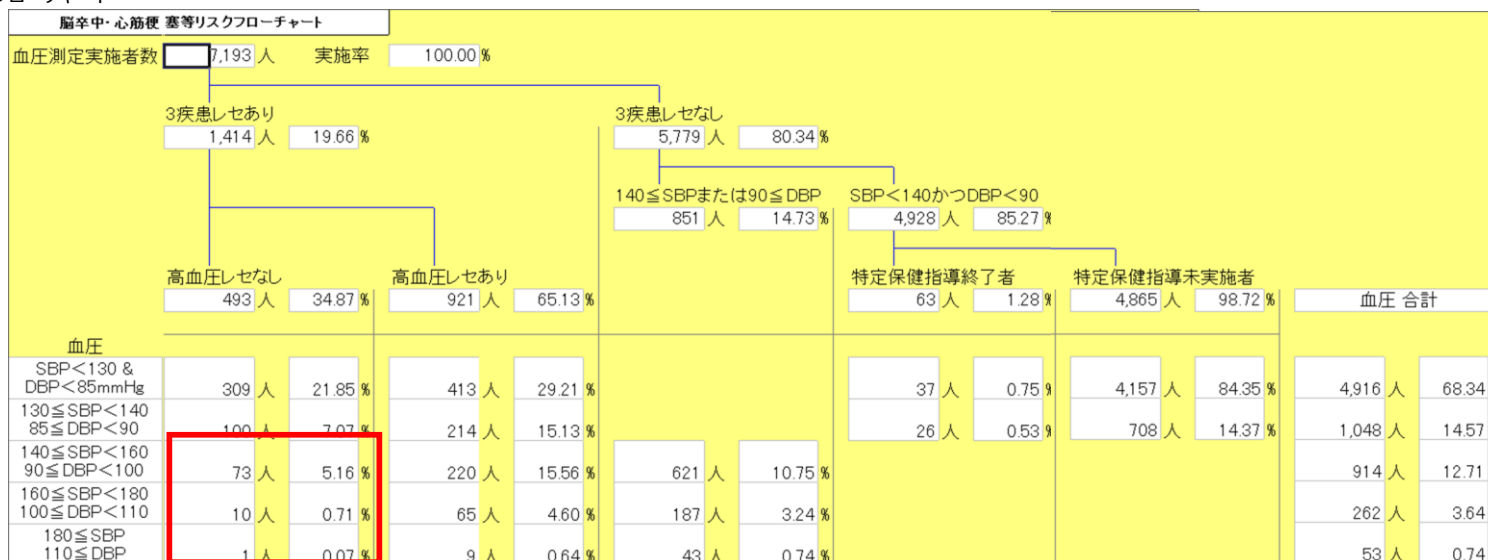 脳卒中・心筋梗塞等リスクフローチャート
血圧測定実施者数 7,193 人 実施率 100.00 %
3疾患レセあり 3疾患レセなし
1,414 人 19.66 % 5,779 人 80.34 %
140≦SBPまたは90≦DBP SBP<140かつDBP<90
851 人 14.73 % 4,928 人 85.27 %
高血圧レセなし 高血圧レセあり 特定保健指導終了者 特定保健指導未実施者
493 人 34.87 % 921 人 65.13 % 63 人 1.28 % 4,865 人 98.72 % 血圧 合計
血圧
SBP<130 &
DBP<85mmHg 309 人 21.85 % 413 人 29.21 % 37 人 0.75 % 4,157 人 84.35 % 4,916 人 68.34
130≦SBP<140
85≦DBP<90 109 人 7.07 % 214 人 15.13 % 26 人 0.53 % 708 人 14.37 % 1,048 人 14.57
140≦SBP<160
90≦DBP<100 73 人 5.16 % 220 人 15.56 % 621 人 10.75 % 914 人 12.71
160≦SBP<180
100≦DBP<110 10 人 0.71 % 65 人 4.60 % 187 人 3.24 % 262 人 3.64
180≦SBP
110≦DBP 1 人 0.07 % 9 人 0.64 % 43 人 0.74 % 53 人 0.74